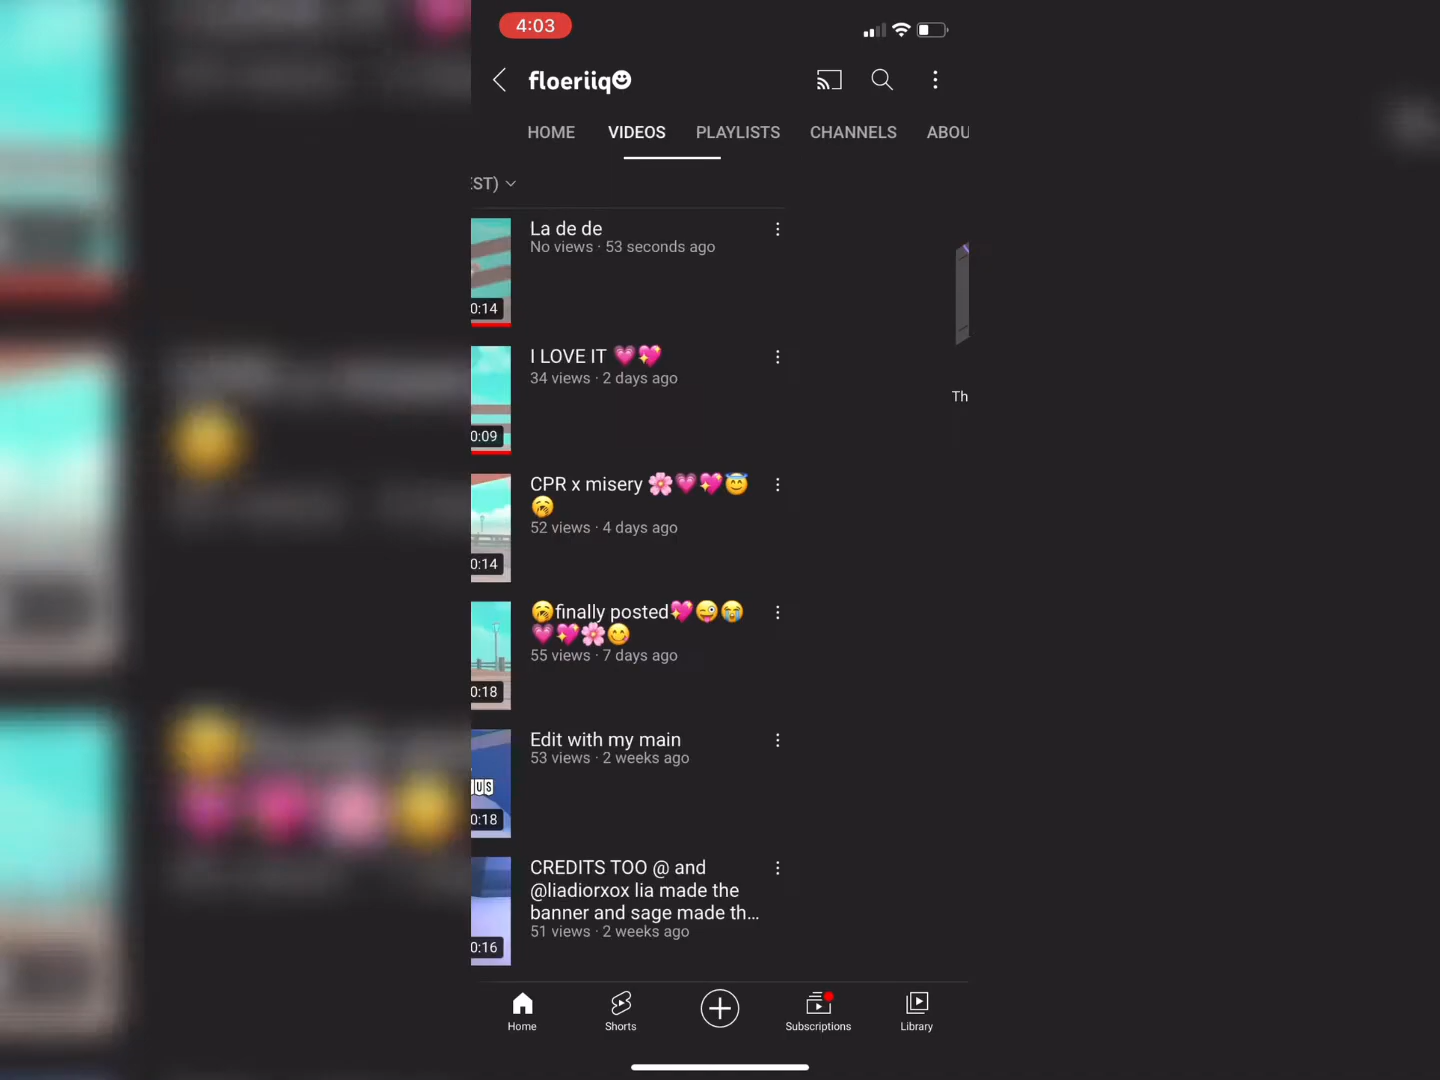 4:03
floeriiq☻
HOME VIDEOS PLAYLISTS CHANNELS ABOU
EST)
La de de
No views · 53 seconds ago
0:14
I LOVE IT 💗💖
34 views · 2 days ago
0:09
CPR x misery 🌸💗💖😇
🥱
52 views · 4 days ago
0:14
🥱finally posted💖😜😭
💗💖🌸😋
55 views · 7 days ago
0:18
Edit with my main
53 views · 2 weeks ago
US
0:18
CREDITS TOO @ and
@liadiorxox lia made the
banner and sage made th...
51 views · 2 weeks ago
0:16
Th
Home Shorts Subscriptions Library